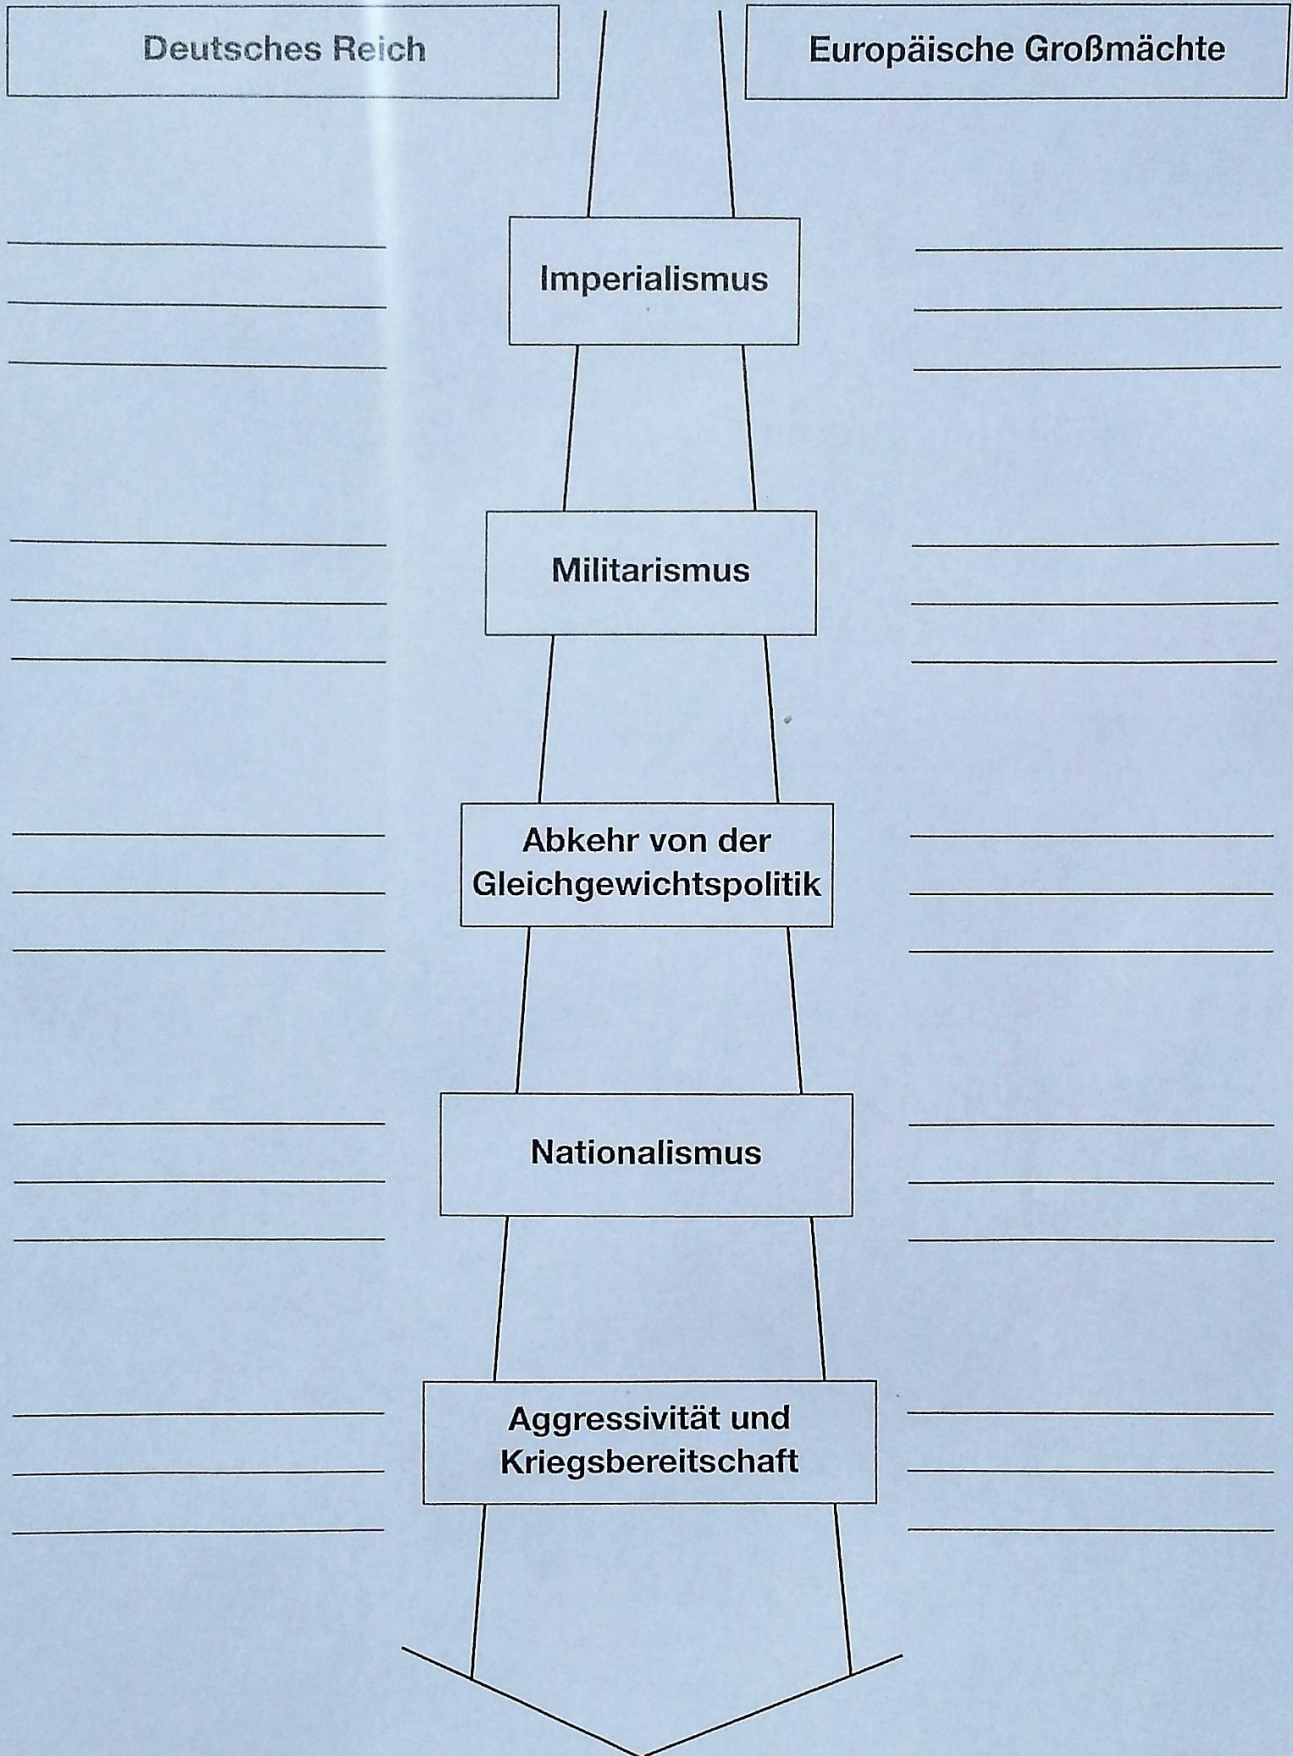 Deutsches Reich
Europäische Großmächte
Imperialismus
Militarismus
Abkehr von der
Gleichgewichtspolitik
Nationalismus
Aggressivität und
Kriegsbereitschaft